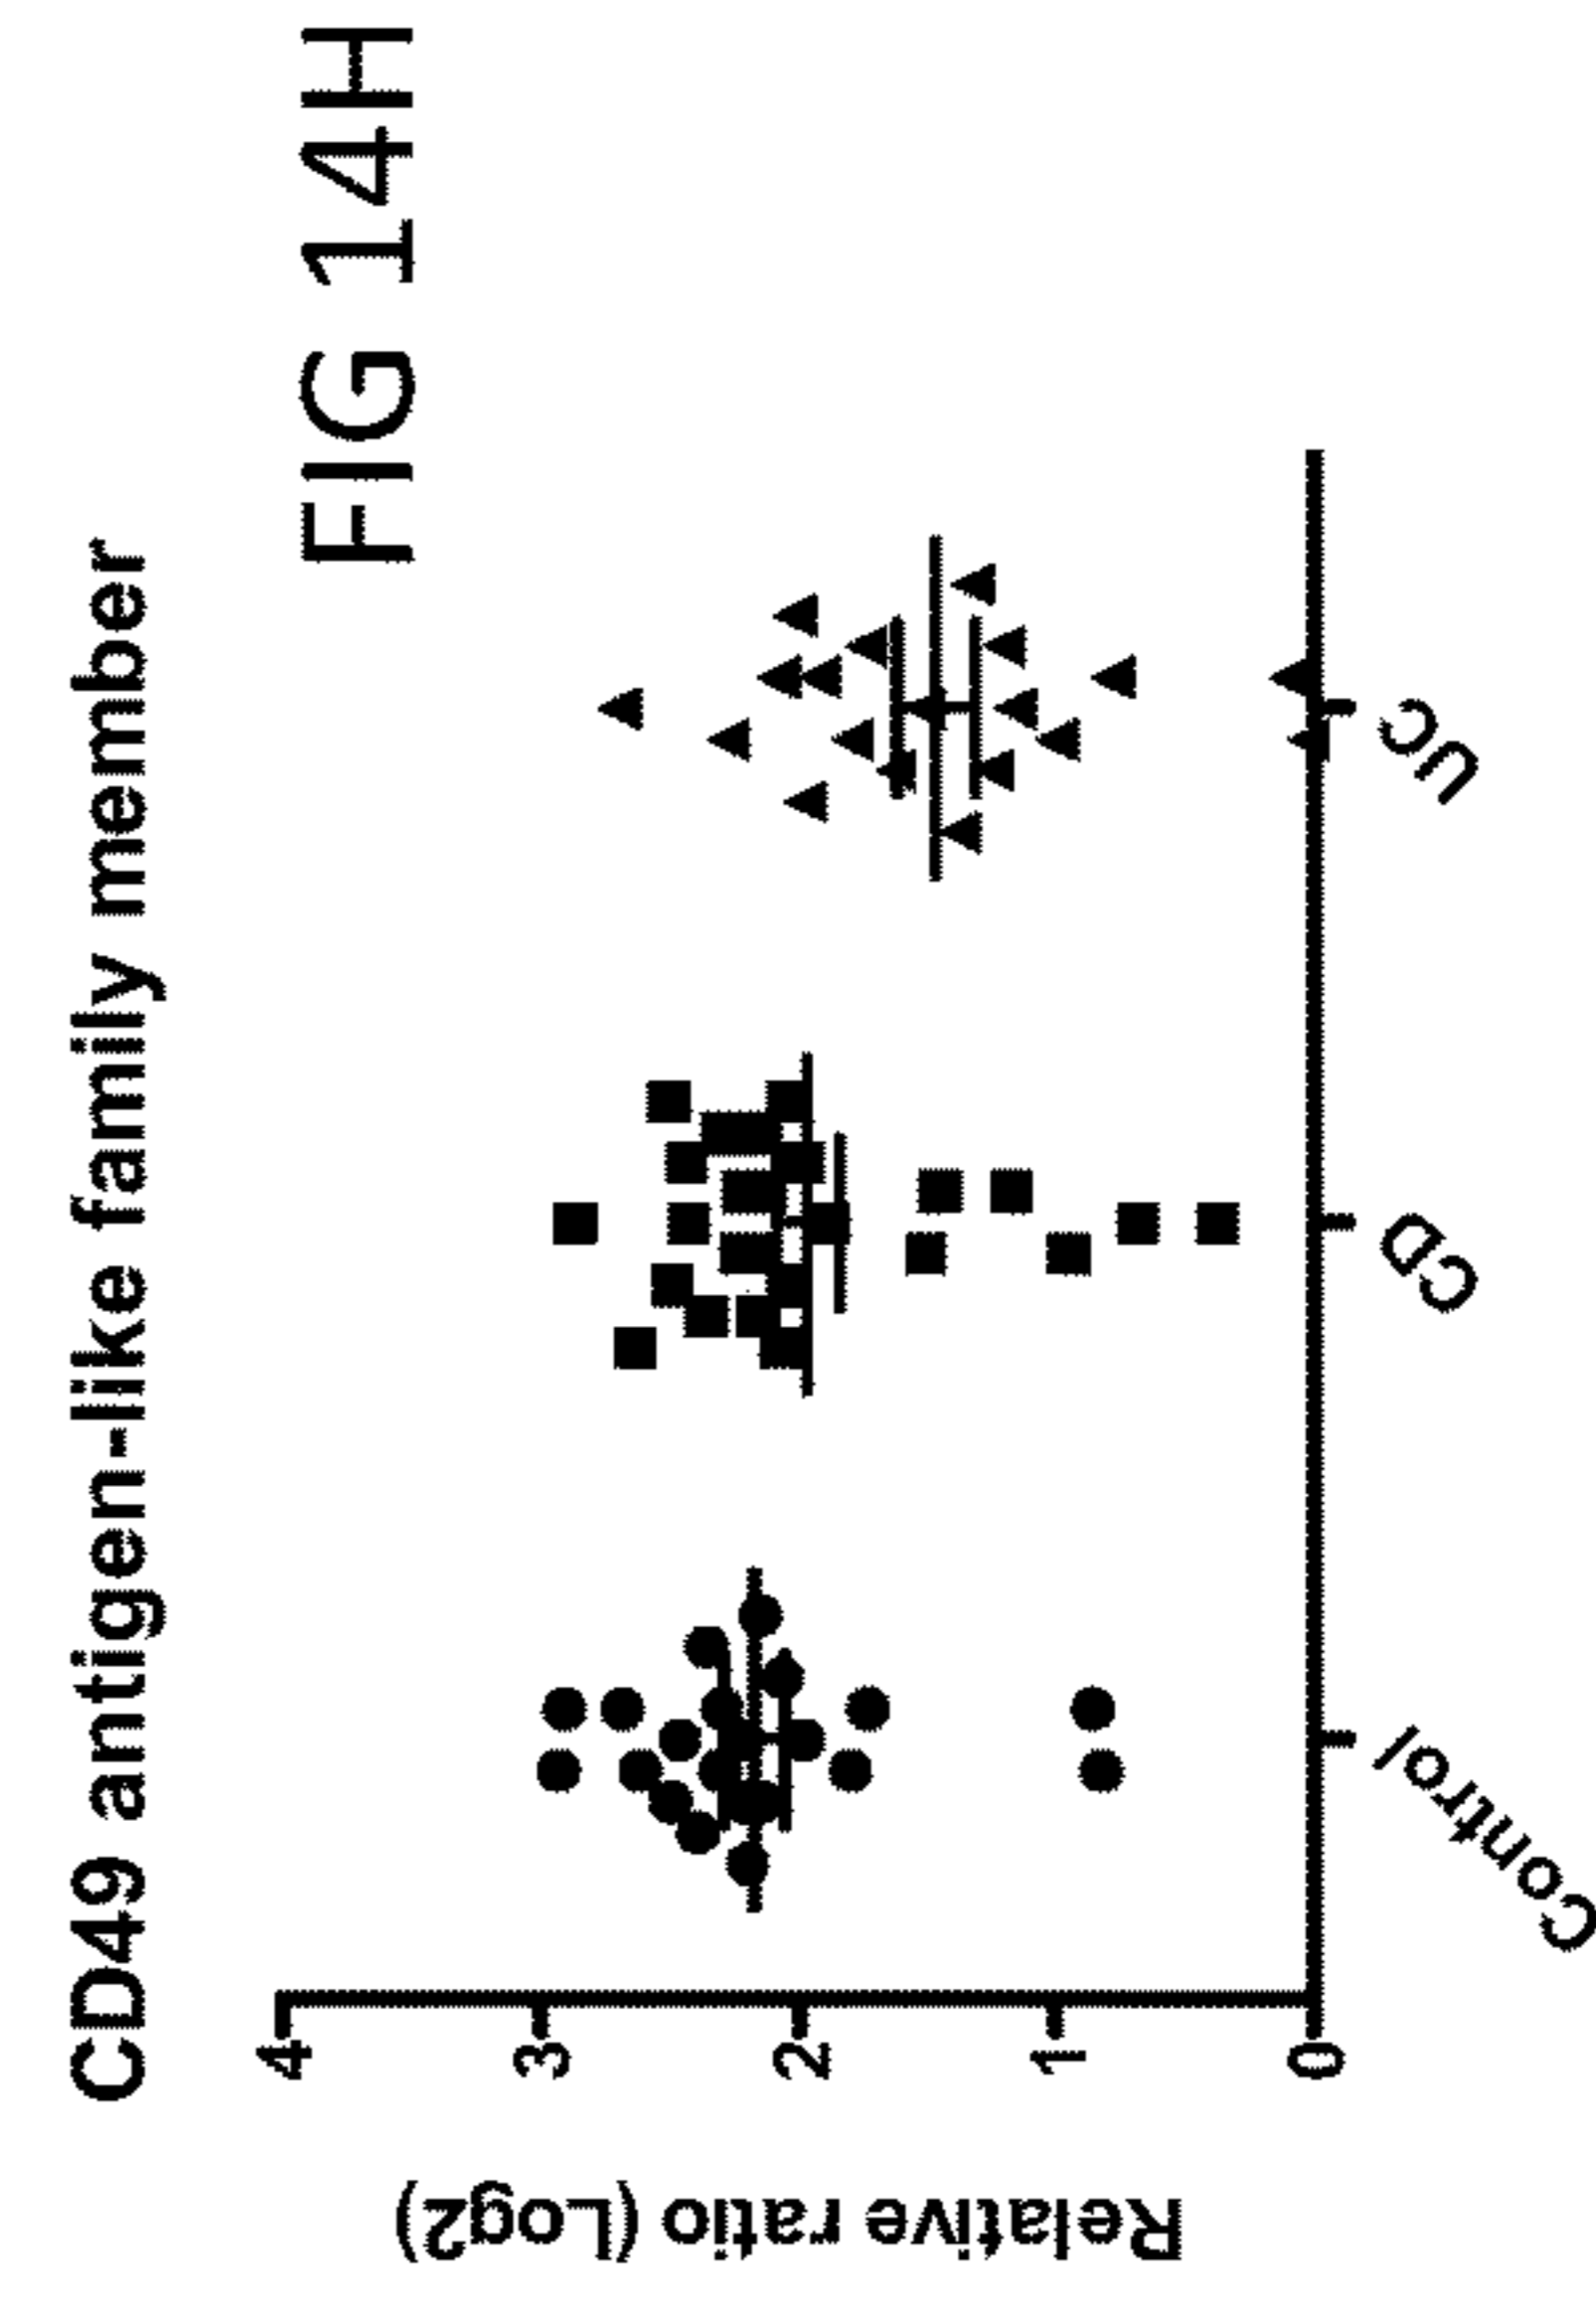 CD49 antigen-like family member
FIG 14H
Relative ratio (Log2)
4
3
2
1
0
Control
CD
UC